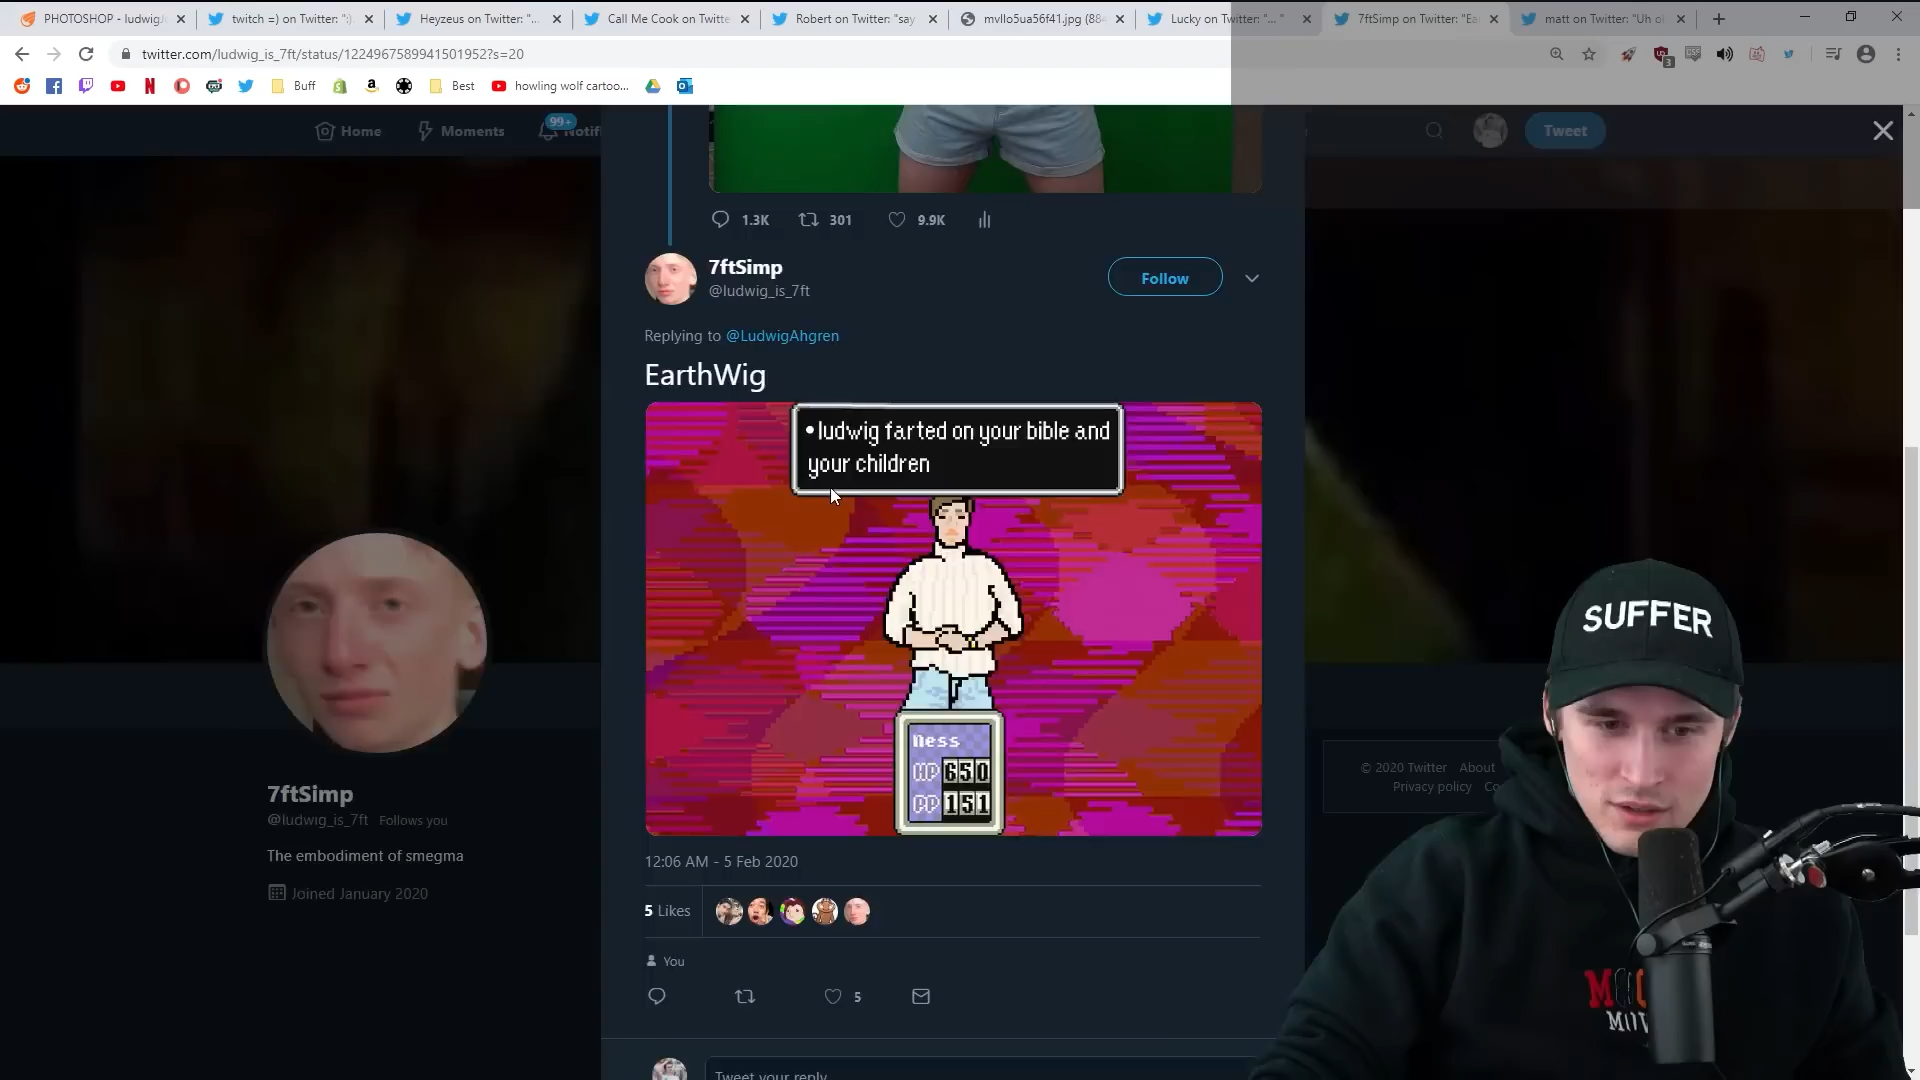 PHOTOSHOP - ludwig
twitch =) on Twitter: ":).
Heyzeus on Twitter: "...
Call Me Cook on Twitte
Robert on Twitter: "say
mvllo5ua56f41.jpg (88
Lucky on Twitter: "... "
7ftSimp on Twitter: "Ea
matt on Twitter: "Uh o
twitter.com/ludwig_is_7ft/status/1224967589941501952?s=20
3
Buff
Best
howling wolf cartoo...
Home
Moments
99+
Notifi
Tweet
1.3K
301
9.9K
7ftSimp
@ludwig_is_7ft
Follow
Replying to @LudwigAhgren
EarthWig
•ludwig farted on your bible and
your children
Ness
HP 650
PP 151
12:06 AM - 5 Feb 2020
5 Likes
You
5
Tweet your reply
7ftSimp
@ludwig_is_7ft Follows you
The embodiment of smegma
Joined January 2020
© 2020 Twitter About
Privacy policy Co
SUFFER